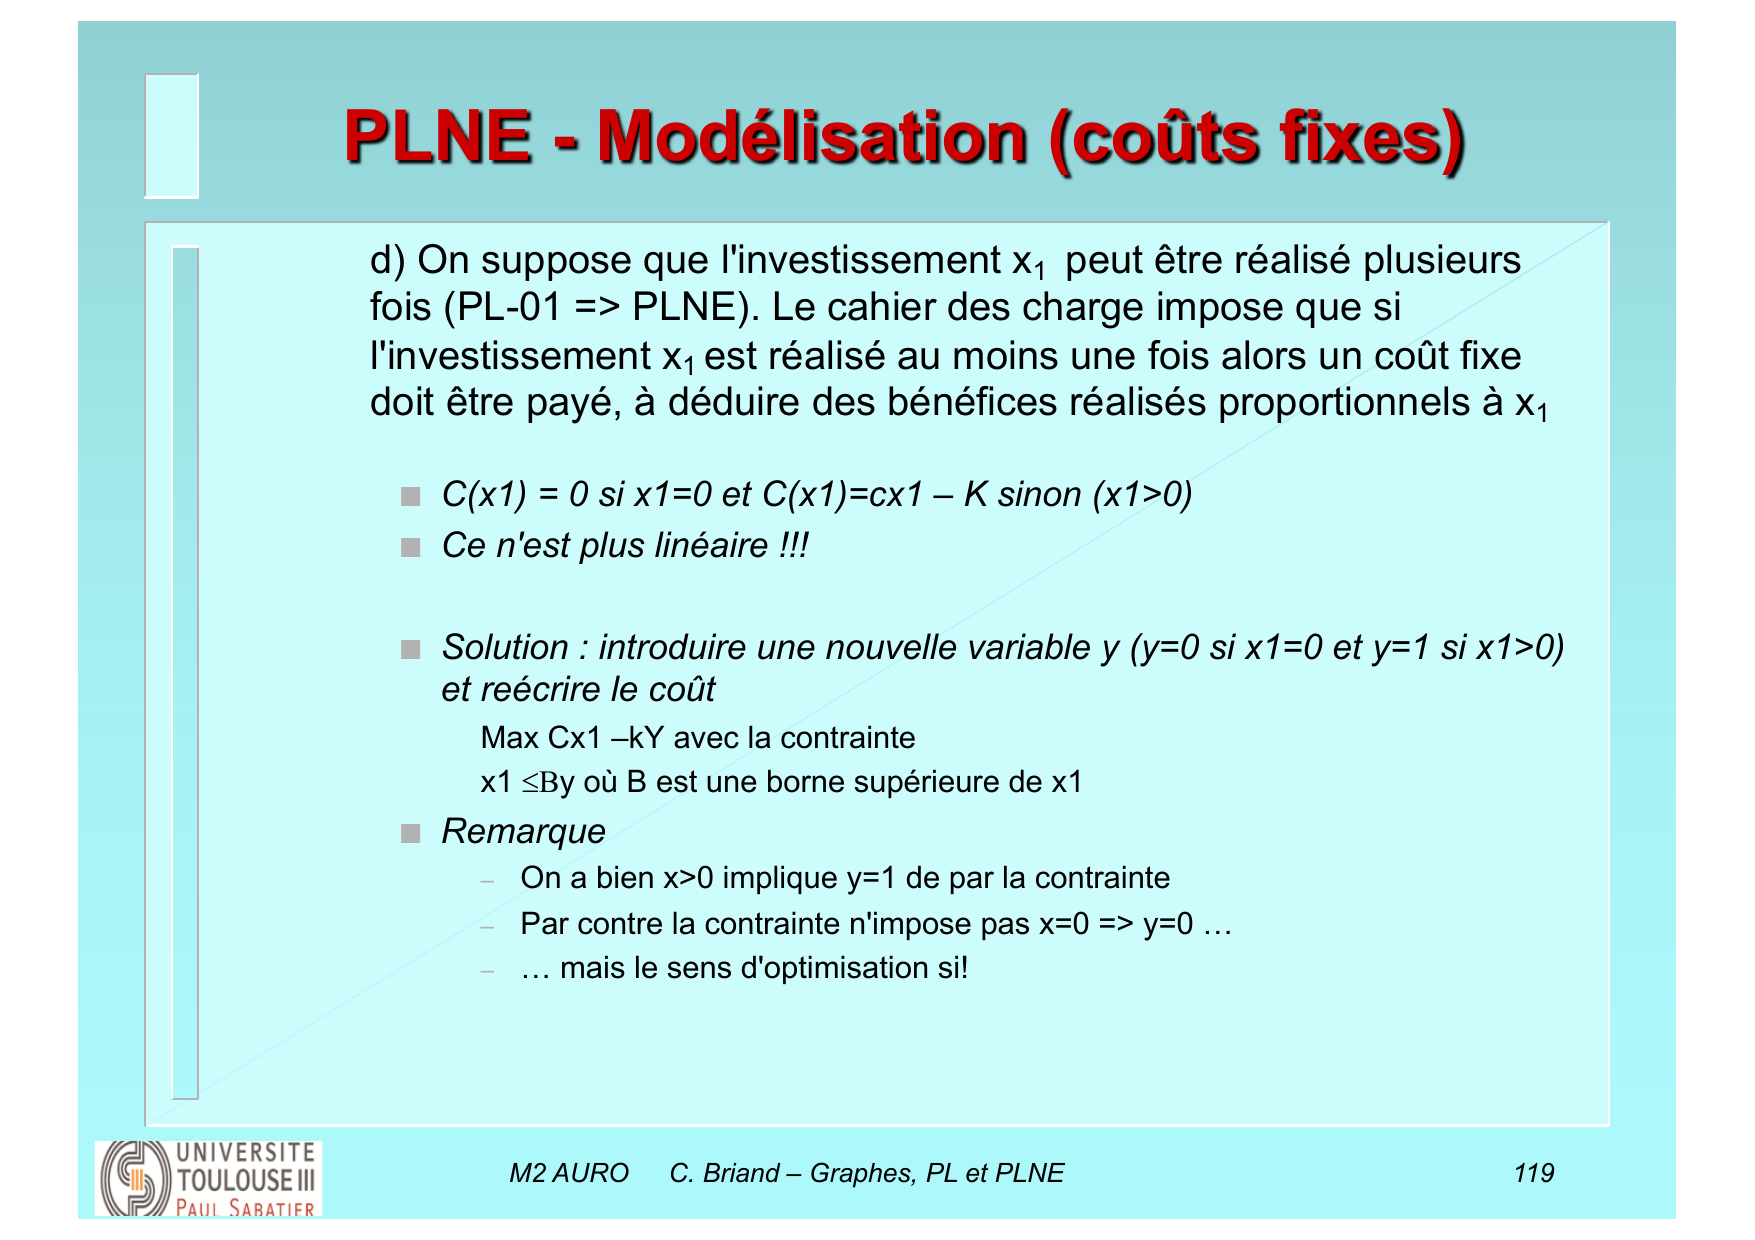 PLNE - Modélisation (coûts fixes)
d) On suppose que l'investissement x1 peut être réalisé plusieurs
fois (PL-01 => PLNE). Le cahier des charge impose que si
l'investissement x1 est réalisé au moins une fois alors un coût fixe
doit être payé, à déduire des bénéfices réalisés proportionnels à x1
C(x1) = 0 si x1=0 et C(x1)=cx1 – K sinon (x1>0)
Ce n'est plus linéaire !!!
Solution : introduire une nouvelle variable y (y=0 si x1=0 et y=1 si x1>0)
et reécrire le coût
Max Cx1 –kY avec la contrainte
x1 ≤By où B est une borne supérieure de x1
Remarque
– On a bien x>0 implique y=1 de par la contrainte
– Par contre la contrainte n'impose pas x=0 => y=0 …
– … mais le sens d'optimisation si!
UNIVERSITE
TOULOUSE III
PAUL SABATIER
M2 AURO C. Briand – Graphes, PL et PLNE
119